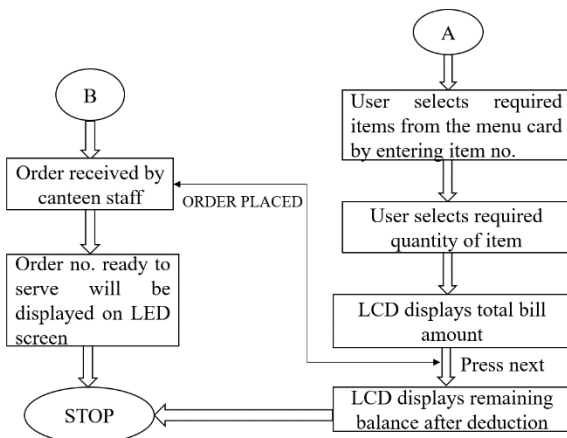 A
User selects required
items from the menu card
by entering item no.
User selects required
quantity of item
LCD displays total bill
amount
Press next
LCD displays remaining
balance after deduction
B
Order received by
canteen staff
ORDER PLACED
Order no. ready to
serve will be
displayed on LED
screen
STOP